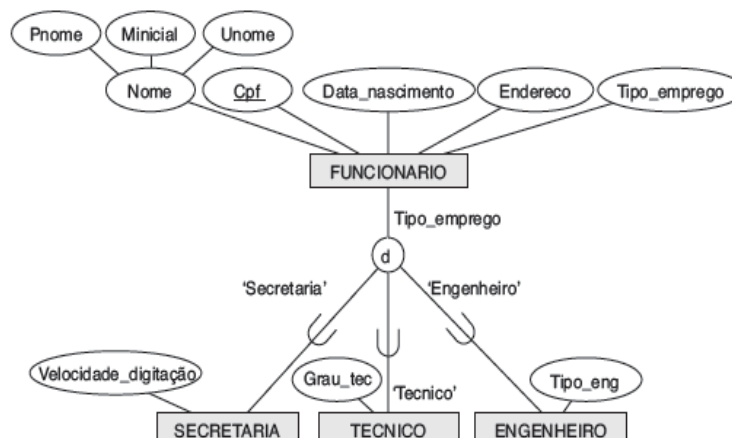 Pnome Minicial Unome
Nome Cpf Data_nascimento Endereco Tipo_emprego
FUNCIONARIO
Tipo_emprego
d
'Secretaria' 'Engenheiro'
Velocidade_digitação Grau_tec 'Tecnico' Tipo_eng
SECRETARIA TECNICO ENGENHEIRO